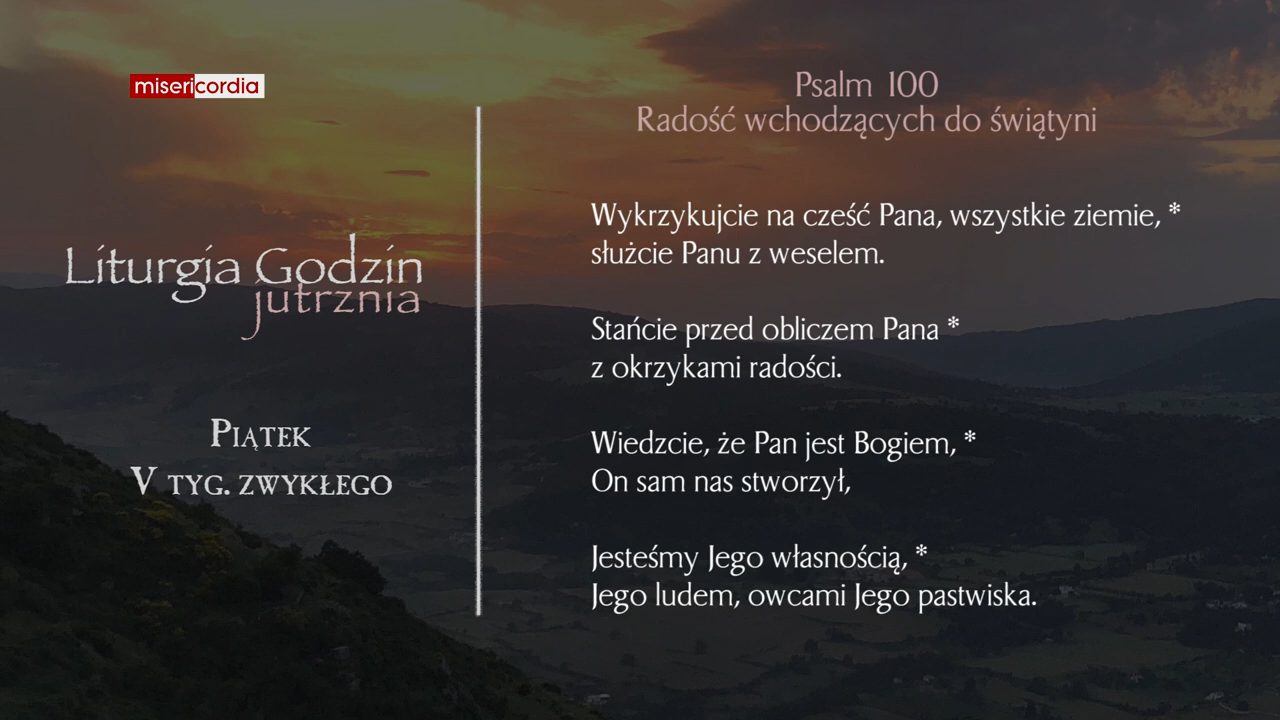 misericordia
Liturgia Godzin
jutrznia
Piątek
V tyg. zwykłego
Psalm 100
Radość wchodzących do świątyni
Wykrzykujcie na cześć Pana, wszystkie ziemie, *
służcie Panu z weselem.
Stańcie przed obliczem Pana *
z okrzykami radości.
Wiedzcie, że Pan jest Bogiem, *
On sam nas stworzył,
Jesteśmy Jego własnością, *
Jego ludem, owcami Jego pastwiska.